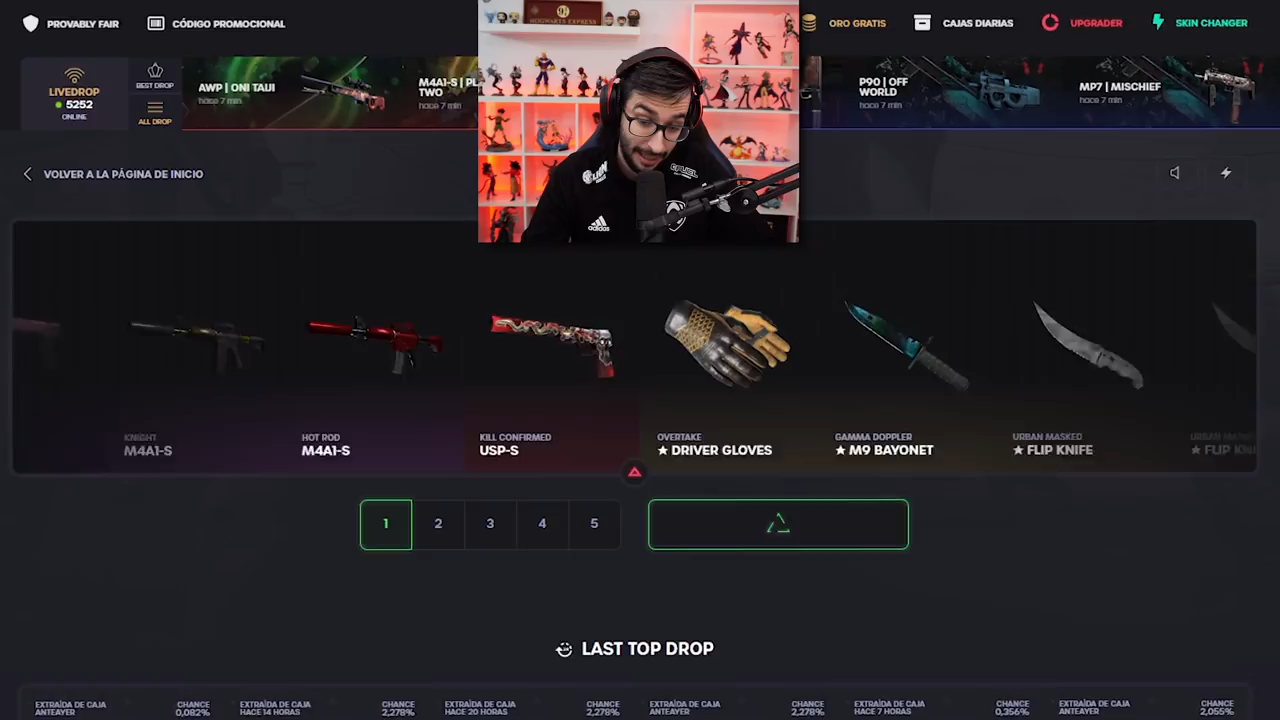 PROVABLY FAIR
CÓDIGO PROMOCIONAL
ORO GRATIS
CAJAS DIARIAS
UPGRADER
SKIN CHANGER
LIVEDROP
5252
ONLINE
BEST DROP
ALL DROP
AWP | ONI TAIJI
hace 7 min
M4A1-S |
TWO
hace 7 min
P90 | OFF
WORLD
hace 7 min
MP7 | MISCHIEF
hace 7 min
HOGWARTS EXPRESS
adidas
VOLVER A LA PÁGINA DE INICIO
KNIGHT
M4A1-S
HOT ROD
M4A1-S
KILL CONFIRMED
USP-S
OVERTAKE
★ DRIVER GLOVES
GAMMA DOPPLER
★ M9 BAYONET
URBAN MASKED
★ FLIP KNIFE
1 2 3 4 5
LAST TOP DROP
EXTRAÍDA DE CAJA
ANTEAYER
CHANCE
0,082%
EXTRAÍDA DE CAJA
HACE 14 HORAS
CHANCE
2,278%
EXTRAÍDA DE CAJA
HACE 20 HORAS
CHANCE
2,278%
EXTRAÍDA DE CAJA
ANTEAYER
CHANCE
2,278%
EXTRAÍDA DE CAJA
HACE 7 HORAS
CHANCE
0,356%
EXTRAÍDA DE CAJA
ANTEAYER
CHANCE
2,055%